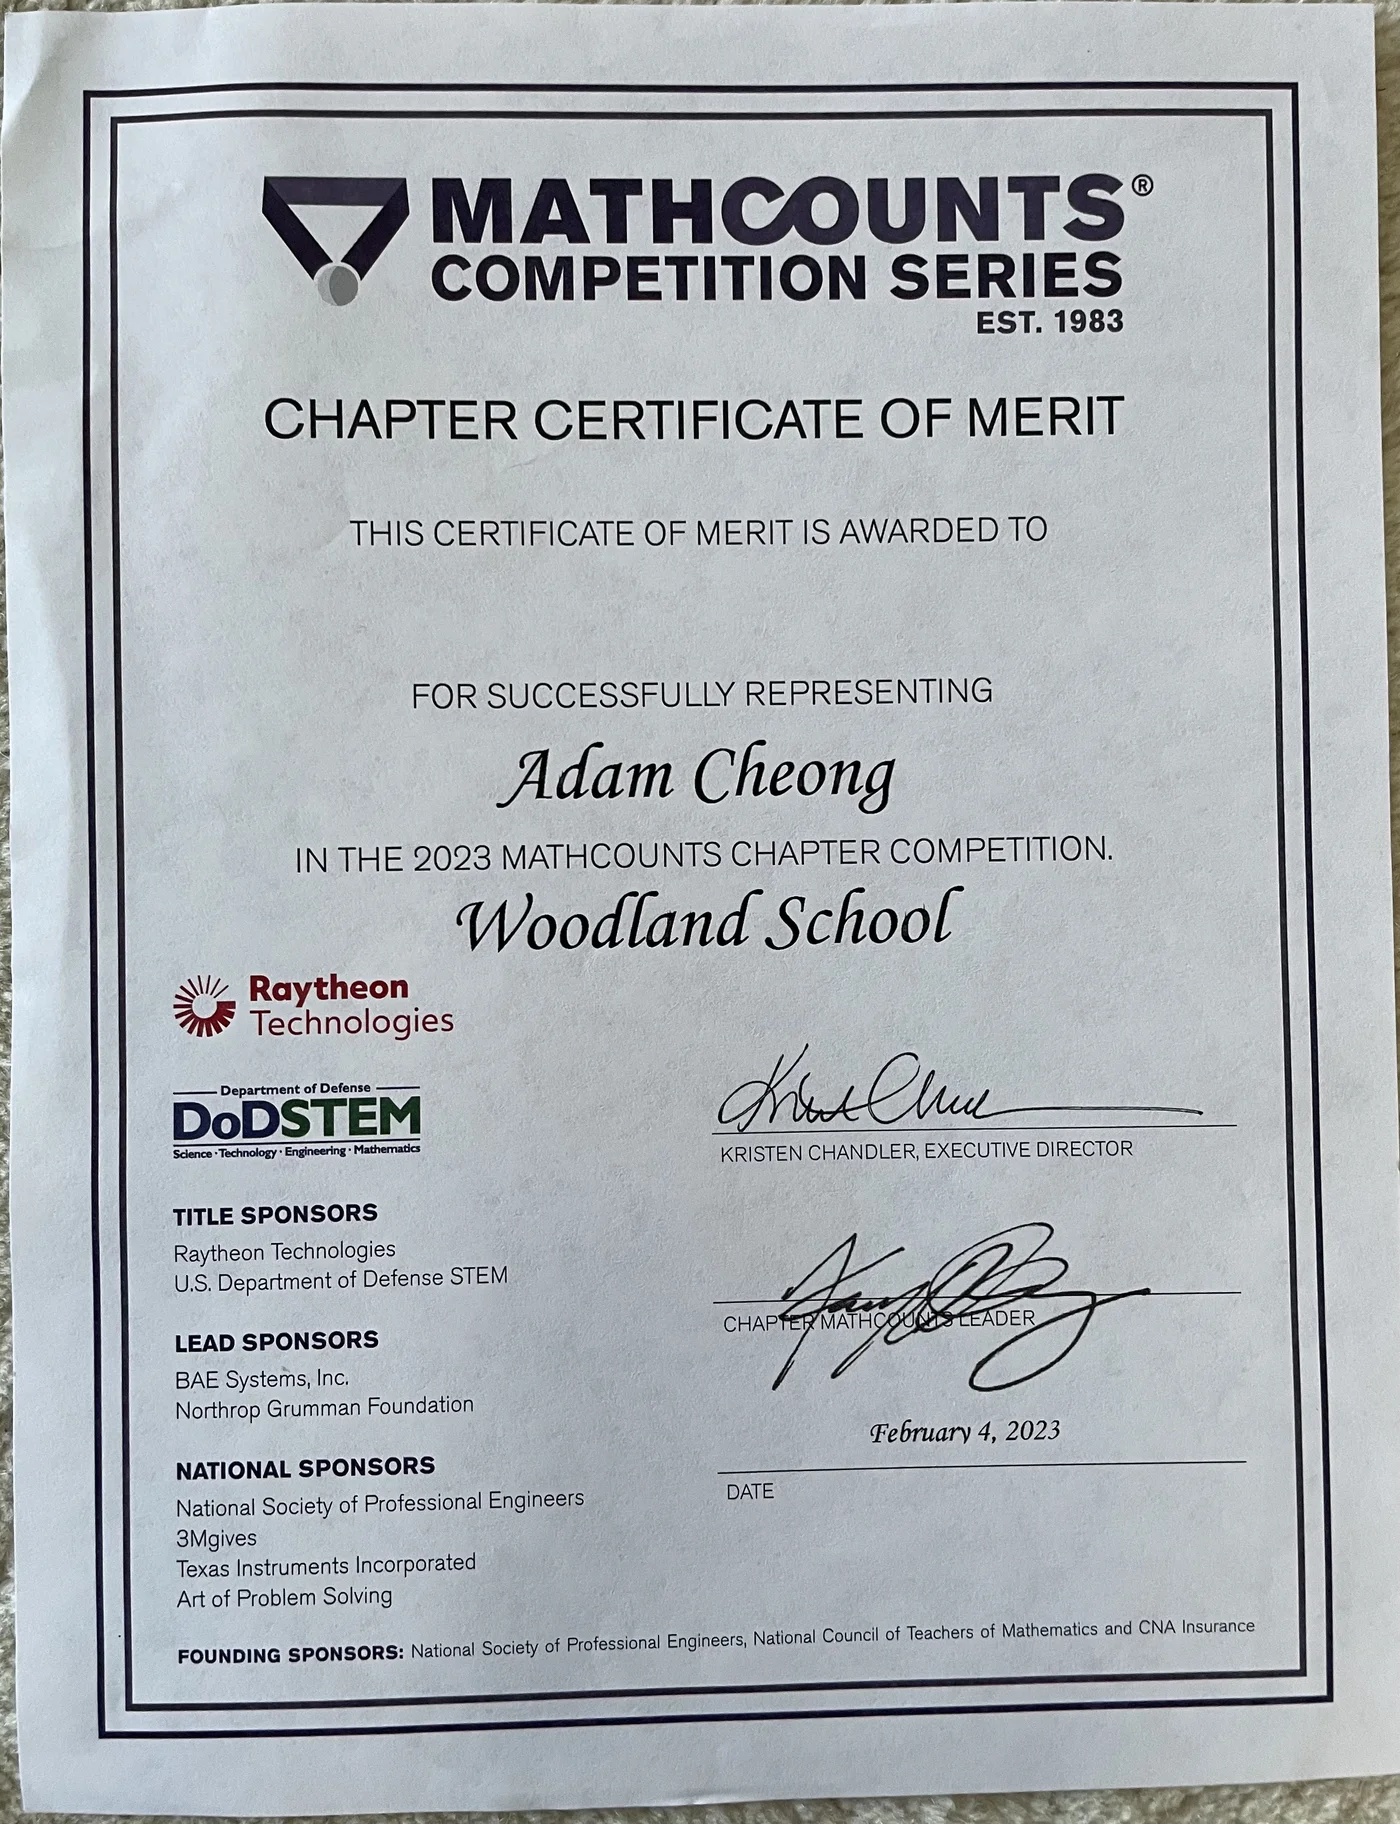 MATHCOUNTS®
COMPETITION SERIES
EST. 1983
CHAPTER CERTIFICATE OF MERIT
THIS CERTIFICATE OF MERIT IS AWARDED TO
FOR SUCCESSFULLY REPRESENTING
Adam Cheong
IN THE 2023 MATHCOUNTS CHAPTER COMPETITION.
Woodland School
Raytheon
Technologies
Department of Defense
DoDSTEM
Science · Technology · Engineering · Mathematics
KRISTEN CHANDLER, EXECUTIVE DIRECTOR
TITLE SPONSORS
Raytheon Technologies
U.S. Department of Defense STEM
CHAPTER MATHCOUNTS LEADER
LEAD SPONSORS
BAE Systems, Inc.
Northrop Grumman Foundation
February 4, 2023
DATE
NATIONAL SPONSORS
National Society of Professional Engineers
3Mgives
Texas Instruments Incorporated
Art of Problem Solving
FOUNDING SPONSORS: National Society of Professional Engineers, National Council of Teachers of Mathematics and CNA Insurance